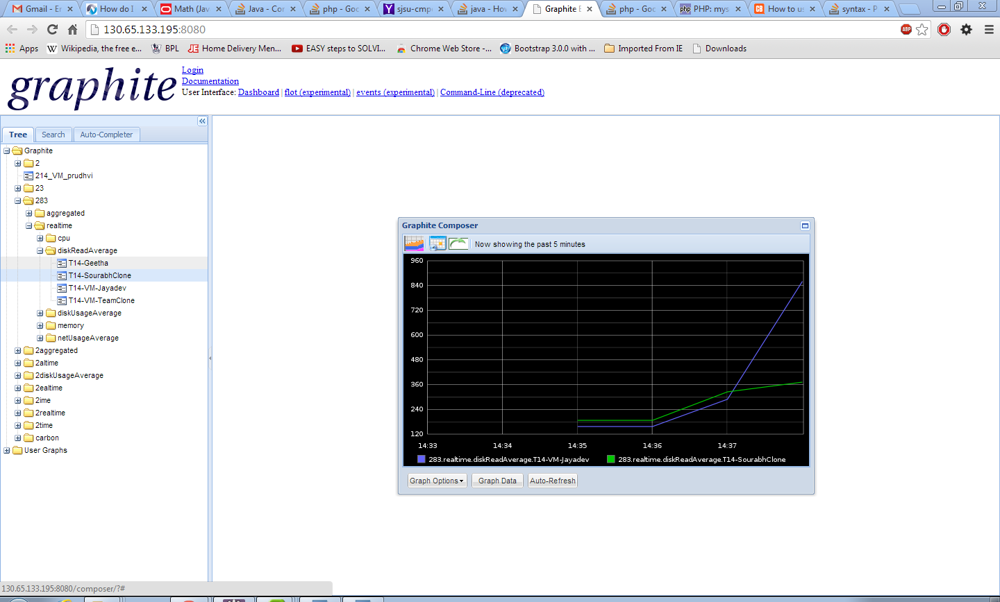 Gmail - En How do I Math (Jav Java - Cor php - Goc sjsu-cmp java - How Graphite B php - Goc PHP: mys How to u syntax - P
130.65.133.195:8080
Apps Wikipedia, the free e... BPL Home Delivery Men... EASY steps to SOLVI... Chrome Web Store -... Bootstrap 3.0.0 with ... Imported From IE Downloads
graphite
Login
Documentation
User Interface: Dashboard | flot (experimental) | events (experimental) | Command-Line (deprecated)
Tree Search Auto-Completer
Graphite
2
214_VM_prudhvi
23
283
aggregated
realtime
cpu
diskReadAverage
T14-Geetha
T14-SourabhClone
T14-VM-Jayadev
T14-VM-TeamClone
diskUsageAverage
memory
netUsageAverage
2aggregated
2altime
2diskUsageAverage
2ealtime
2ime
2realtime
2time
carbon
User Graphs
Graphite Composer
Now showing the past 5 minutes
960
840
720
600
480
360
240
120
14:33 14:34 14:35 14:36 14:37
283.realtime.diskReadAverage.T14-VM-Jayadev 283.realtime.diskReadAverage.T14-SourabhClone
Graph Options Graph Data Auto-Refresh
130.65.133.195:8080/composer/?#